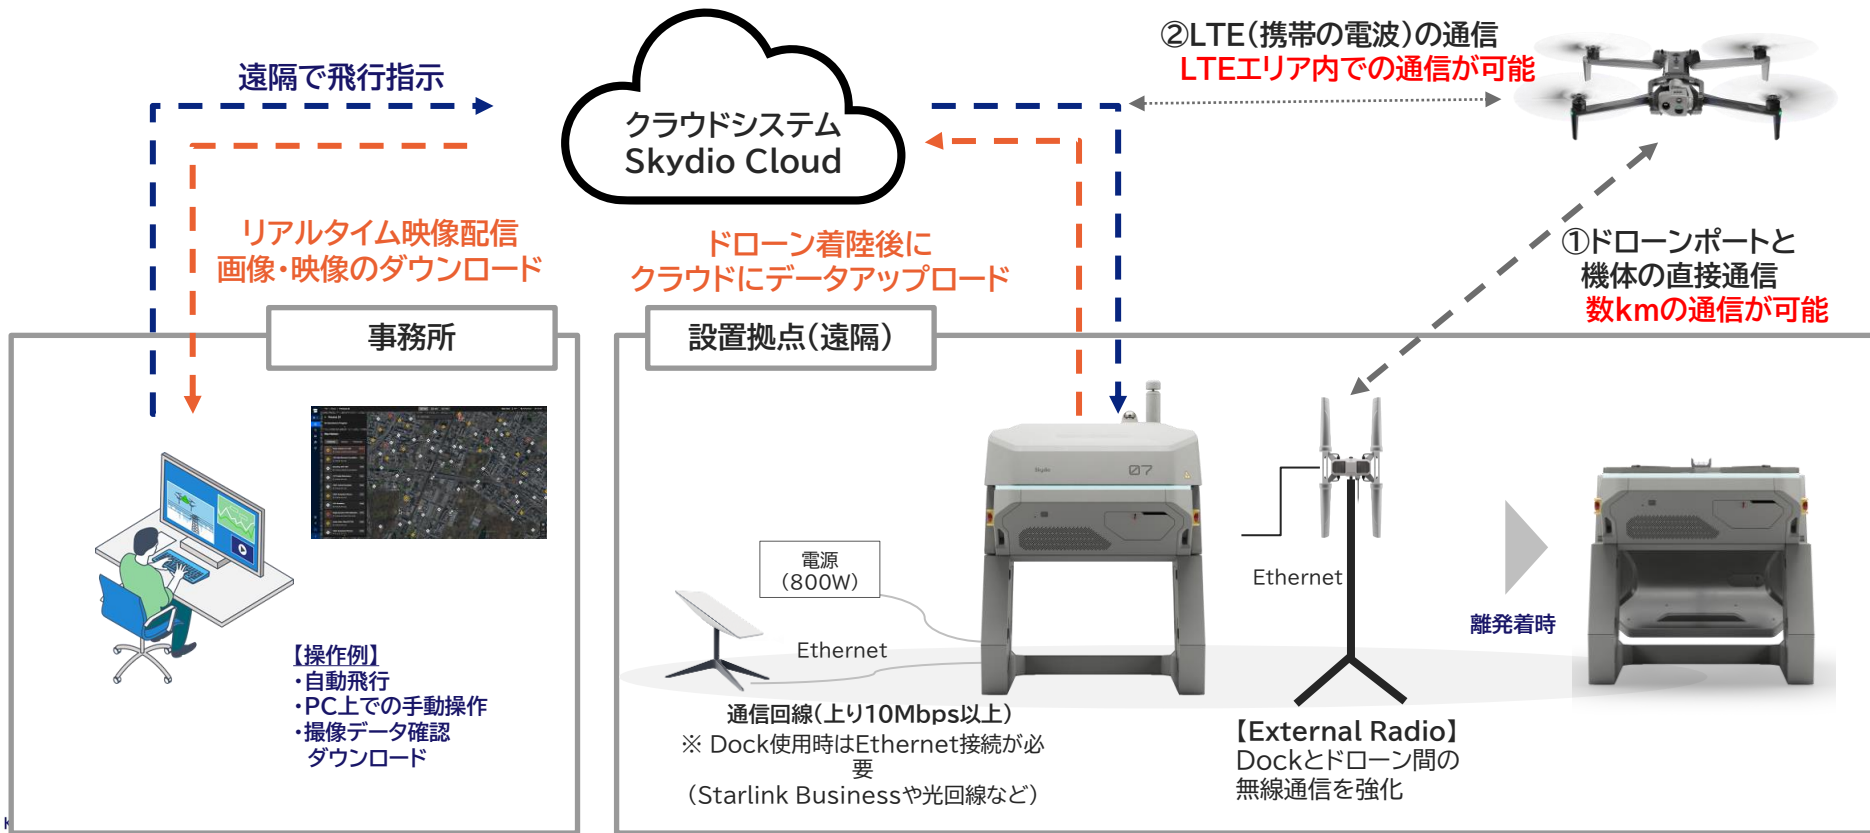 遠隔で飛行指示
クラウドシステム
Skydio Cloud
②LTE(携帯の電波)の通信
LTEエリア内での通信が可能
リアルタイム映像配信
画像・映像のダウンロード
ドローン着陸後に
クラウドにデータアップロード
①ドローンポートと
機体の直接通信
数kmの通信が可能
事務所
設置拠点(遠隔)
【操作例】
・自動飛行
・PC上での手動操作
・撮像データ確認
ダウンロード
電源
(800W)
Ethernet
通信回線(上り10Mbps以上)
※ Dock使用時はEthernet接続が必
要
(Starlink Businessや光回線など)
Skydio
07
Ethernet
【External Radio】
Dockとドローン間の
無線通信を強化
離発着時
K